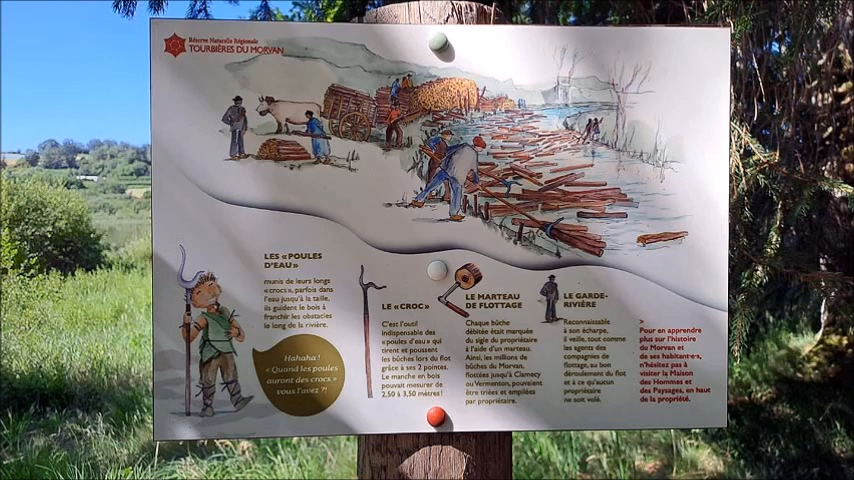 Réserve Naturelle Régionale
TOURBIÈRES DU MORVAN
LES «POULES
D'EAU»
munis de leurs longs
«crocs», parfois dans
l'eau jusqu'à la taille,
ils guident le bois à
franchir les obstacles
le long de la rivière.
Hahaha !
« Quand les poules
auront des crocs »
vous l'avez ?!
LE «CROC»
C'est l'outil
indispensable des
«poules d'eau» qui
tirent et poussent
les bûches lors du flot
grâce à ses 2 pointes.
Le manche en bois
pouvait mesurer de
2,50 à 3,50 mètres !
LE MARTEAU
DE FLOTTAGE
Chaque bûche
débitée était marquée
du sigle du propriétaire
à l'aide d'un marteau.
Ainsi, les millions de
bûches du Morvan,
flottées jusqu'à Clamecy
ou Vermenton, pouvaient
être triées et empilées
par propriétaire.
LE GARDE-
RIVIÈRE
Reconnaissable
à son écharpe,
il veille, tout comme
les agents des
compagnies de
flottage, au bon
déroulement du flot
et à ce qu'aucun
propriétaire
ne soit volé.
>
Pour en apprendre
plus sur l'histoire
du Morvan et
de ses habitant·e·s,
n'hésitez pas à
visiter la Maison
des Hommes et
des Paysages, en haut
de la propriété.